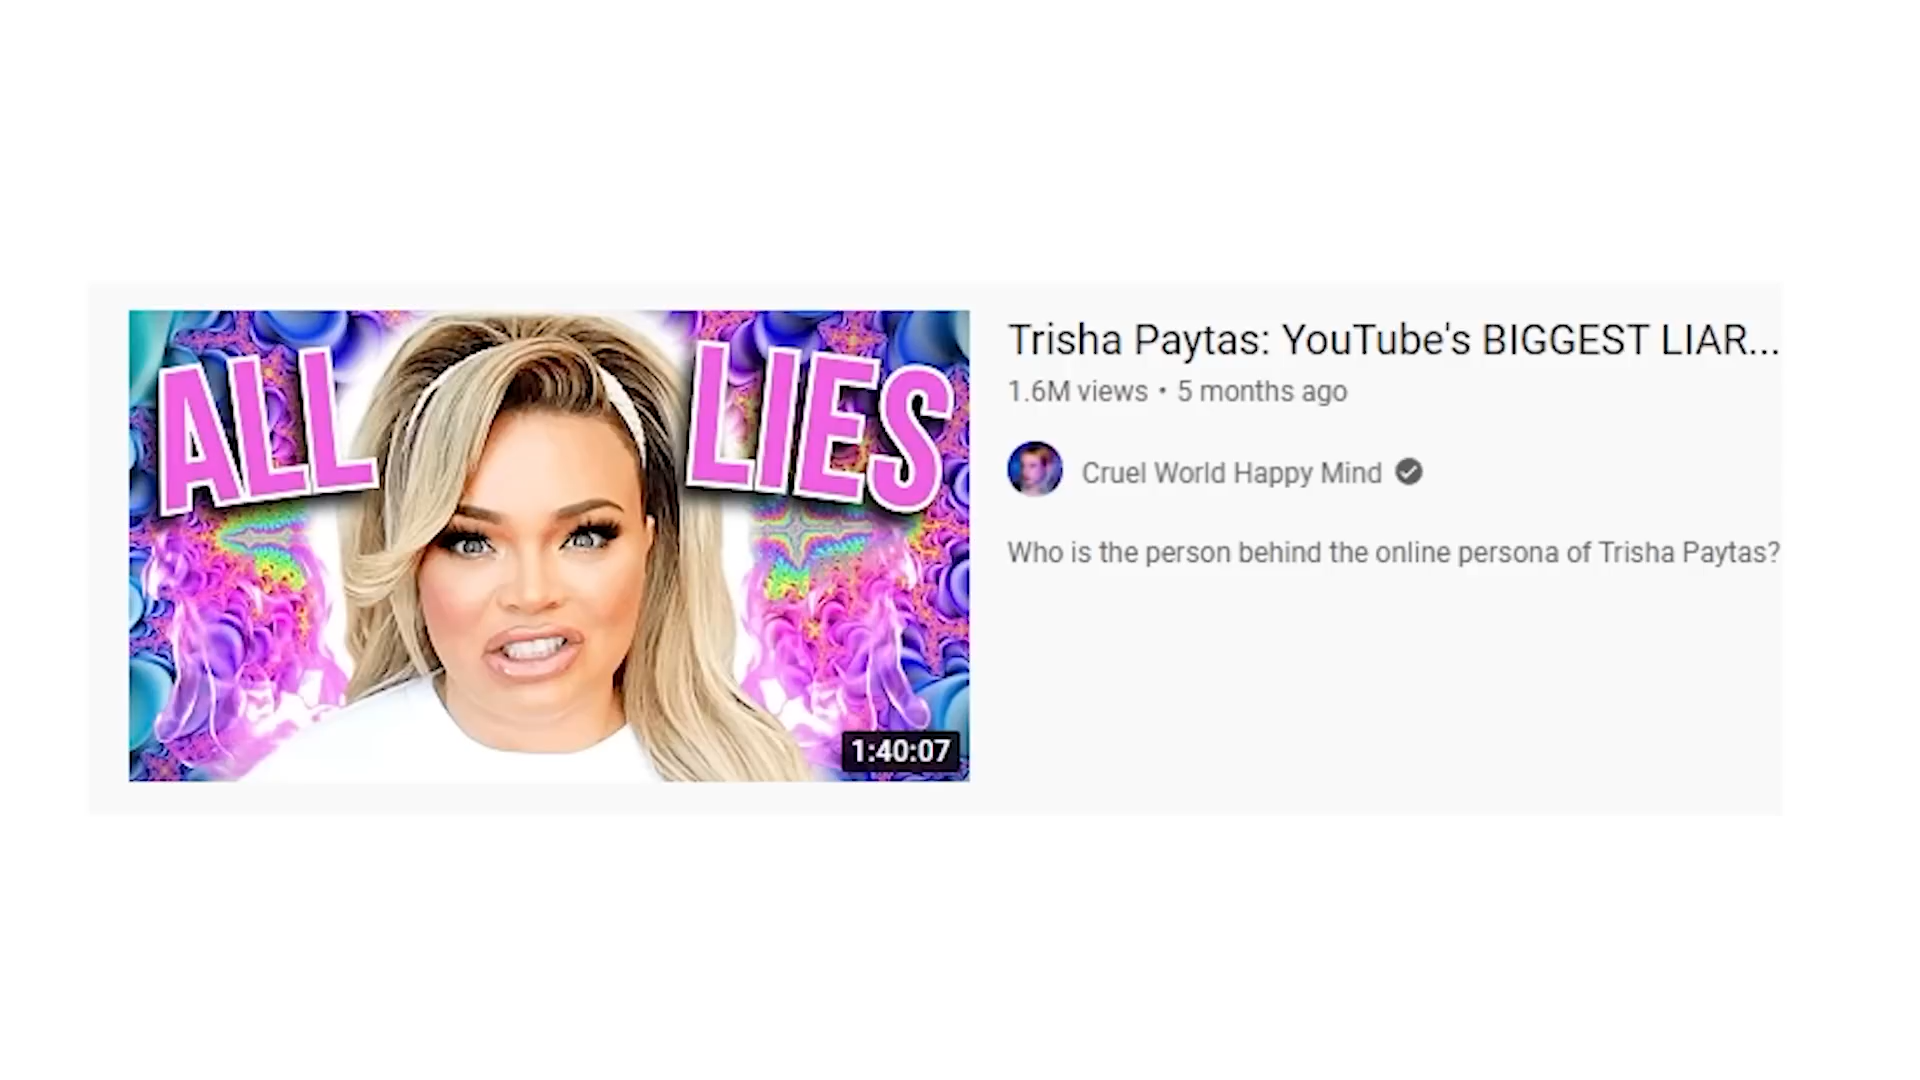 ALL LIES
1:40:07
Trisha Paytas: YouTube's BIGGEST LIAR...
1.6M views • 5 months ago
Cruel World Happy Mind
Who is the person behind the online persona of Trisha Paytas?